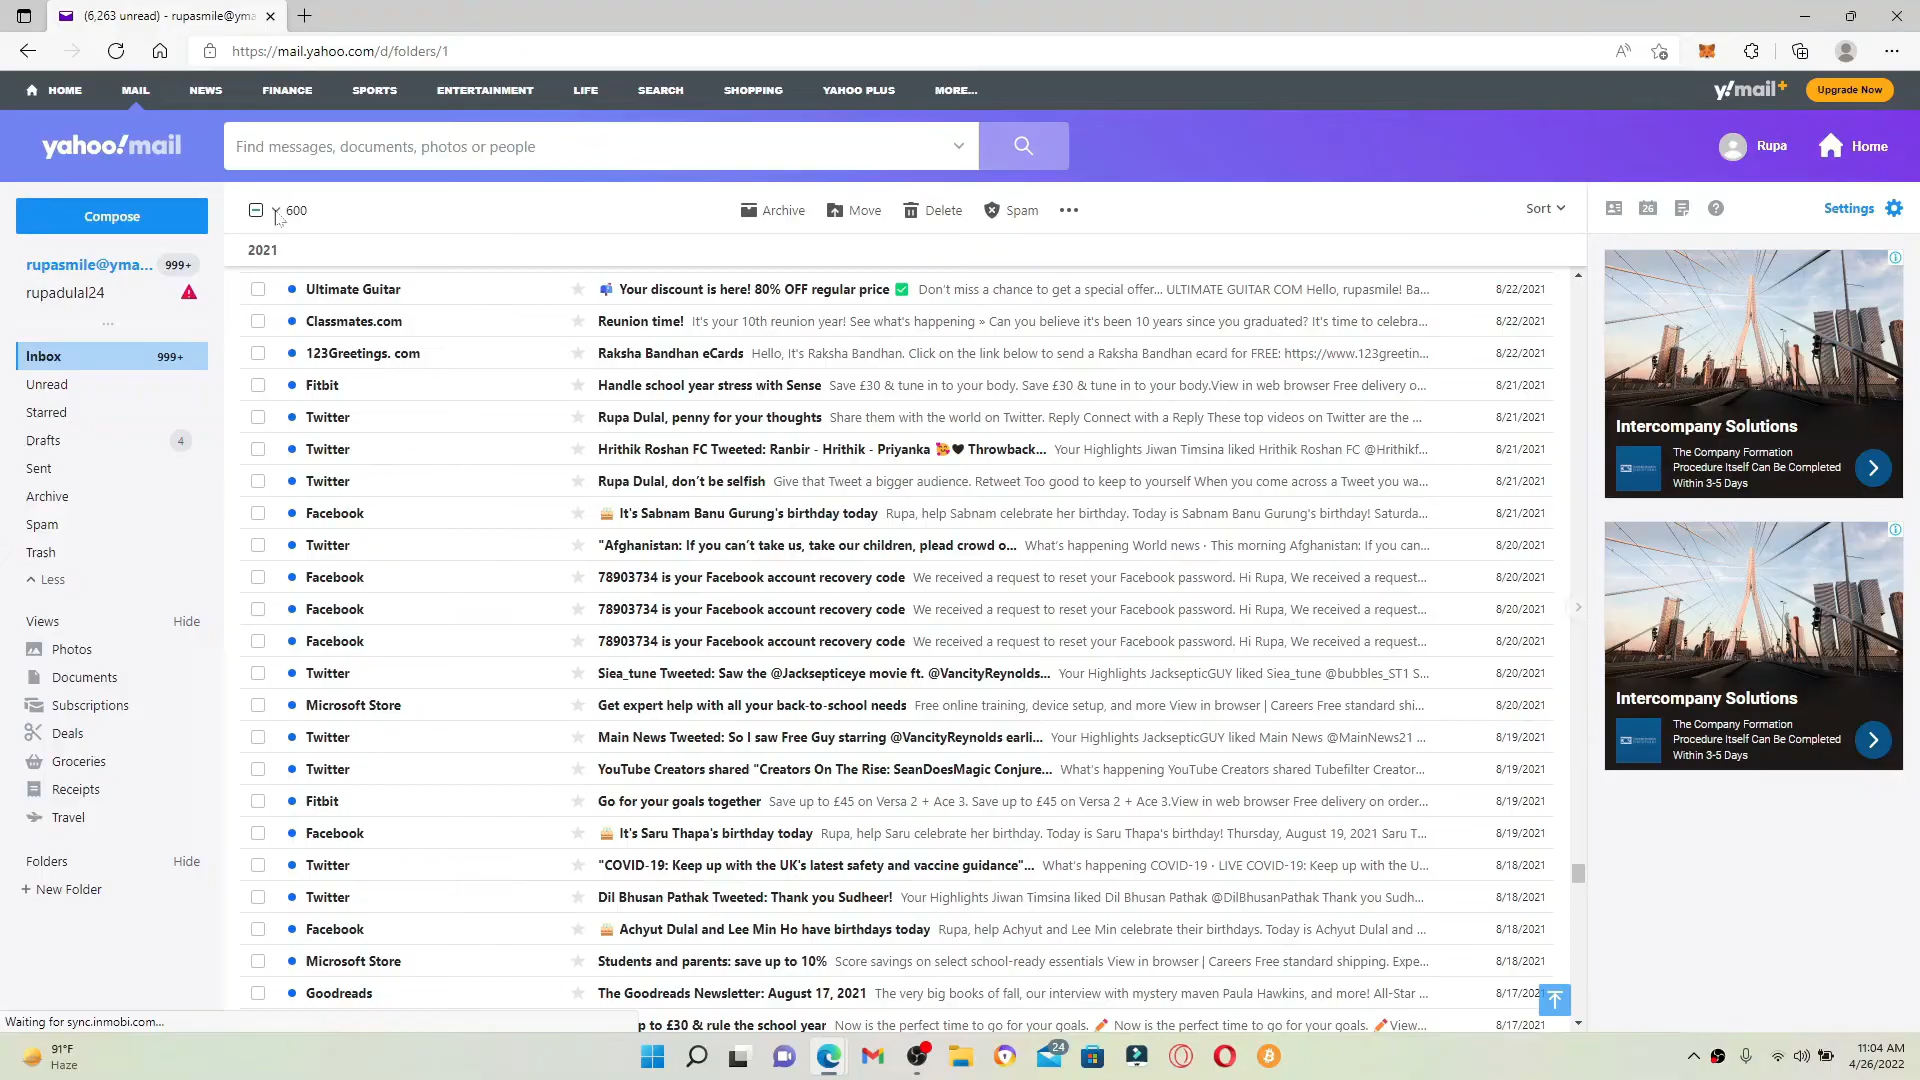 (6,263 unread) - rupasmile@yma
https://mail.yahoo.com/d/folders/1
HOME MAIL NEWS FINANCE SPORTS ENTERTAINMENT LIFE SEARCH SHOPPING YAHOO PLUS MORE... y!mail+ Upgrade Now
yahoo!mail Find messages, documents, photos or people Rupa Home
Compose 600 Archive Move Delete Spam ••• Sort 26 Settings
2021
rupasmile@yma... 999+
rupadulal24
...
Inbox 999+
Unread
Starred
Drafts 4
Sent
Archive
Spam
Trash
Less
Views Hide
Photos
Documents
Subscriptions
Deals
Groceries
Receipts
Travel
Folders Hide
+ New Folder
Ultimate Guitar Your discount is here! 80% OFF regular price ✅ Don't miss a chance to get a special offer... ULTIMATE GUITAR COM Hello, rupasmile! Ba... 8/22/2021
Classmates.com Reunion time! It's your 10th reunion year! See what's happening » Can you believe it's been 10 years since you graduated? It's time to celebra... 8/22/2021
123Greetings. com Raksha Bandhan eCards Hello, It's Raksha Bandhan. Click on the link below to send a Raksha Bandhan ecard for FREE: https://www.123greetin... 8/22/2021
Fitbit Handle school year stress with Sense Save £30 & tune in to your body. Save £30 & tune in to your body.View in web browser Free delivery o... 8/21/2021
Twitter Rupa Dulal, penny for your thoughts Share them with the world on Twitter. Reply Connect with a Reply These top videos on Twitter are the ... 8/21/2021
Twitter Hrithik Roshan FC Tweeted: Ranbir - Hrithik - Priyanka 🥰🖤 Throwback... Your Highlights Jiwan Timsina liked Hrithik Roshan FC @Hrithikf... 8/21/2021
Twitter Rupa Dulal, don't be selfish Give that Tweet a bigger audience. Retweet Too good to keep to yourself When you come across a Tweet you wa... 8/21/2021
Facebook 🎂 It's Sabnam Banu Gurung's birthday today Rupa, help Sabnam celebrate her birthday. Today is Sabnam Banu Gurung's birthday! Saturda... 8/21/2021
Twitter "Afghanistan: If you can't take us, take our children, plead crowd o... What's happening World news · This morning Afghanistan: If you can... 8/20/2021
Facebook 78903734 is your Facebook account recovery code We received a request to reset your Facebook password. Hi Rupa, We received a request... 8/20/2021
Facebook 78903734 is your Facebook account recovery code We received a request to reset your Facebook password. Hi Rupa, We received a request... 8/20/2021
Facebook 78903734 is your Facebook account recovery code We received a request to reset your Facebook password. Hi Rupa, We received a request... 8/20/2021
Twitter Siea_tune Tweeted: Saw the @Jacksepticeye movie ft. @VancityReynolds... Your Highlights JacksepticGUY liked Siea_tune @bubbles_ST1 S... 8/20/2021
Microsoft Store Get expert help with all your back-to-school needs Free online training, device setup, and more View in browser | Careers Free standard shi... 8/20/2021
Twitter Main News Tweeted: So I saw Free Guy starring @VancityReynolds earli... Your Highlights JacksepticGUY liked Main News @MainNews21 ... 8/19/2021
Twitter YouTube Creators shared "Creators On The Rise: SeanDoesMagic Conjure... What's happening YouTube Creators shared Tubefilter Creator... 8/19/2021
Fitbit Go for your goals together Save up to £45 on Versa 2 + Ace 3. Save up to £45 on Versa 2 + Ace 3.View in web browser Free delivery on order... 8/19/2021
Facebook 🎂 It's Saru Thapa's birthday today Rupa, help Saru celebrate her birthday. Today is Saru Thapa's birthday! Thursday, August 19, 2021 Saru T... 8/19/2021
Twitter "COVID-19: Keep up with the UK's latest safety and vaccine guidance"... What's happening COVID-19 · LIVE COVID-19: Keep up with the U... 8/18/2021
Twitter Dil Bhusan Pathak Tweeted: Thank you Sudheer! Your Highlights Jiwan Timsina liked Dil Bhusan Pathak @DilBhusanPathak Thank you Sudh... 8/18/2021
Facebook 🎂 Achyut Dulal and Lee Min Ho have birthdays today Rupa, help Achyut and Lee Min celebrate their birthdays. Today is Achyut Dulal and ... 8/18/2021
Microsoft Store Students and parents: save up to 10% Score savings on select school-ready essentials View in browser | Careers Free standard shipping. Expe... 8/18/2021
Goodreads The Goodreads Newsletter: August 17, 2021 The very big books of fall, our interview with mystery maven Paula Hawkins, and more! All-Star ... 8/17/2021
p to £30 & rule the school year Now is the perfect time to go for your goals. Now is the perfect time to go for your goals. View... 8/17/2021
Intercompany Solutions
The Company Formation
Procedure Itself Can Be Completed
Within 3-5 Days
Intercompany Solutions
The Company Formation
Procedure Itself Can Be Completed
Within 3-5 Days
Waiting for sync.inmobi.com...
91°F
Haze
24
11:04 AM
4/26/2022